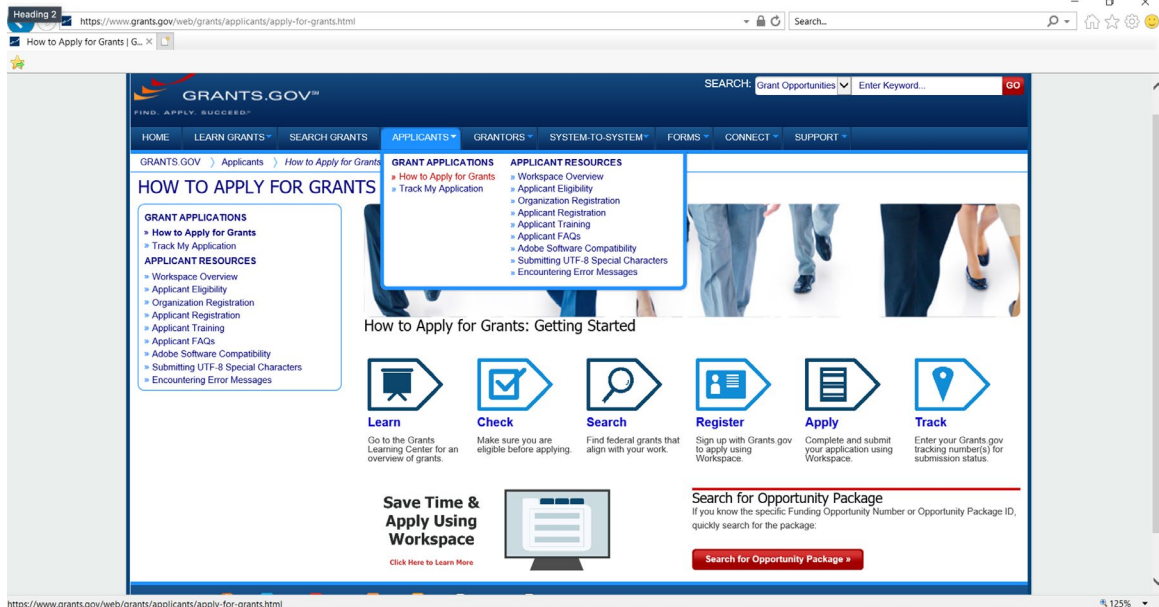 Heading 2
https://www.grants.gov/web/grants/applicants/apply-for-grants.html
Search...
How to Apply for Grants | G...
GRANTS.GOV℠
FIND. APPLY. SUCCEED.℠
SEARCH: Grant Opportunities Enter Keyword... GO
HOME LEARN GRANTS SEARCH GRANTS APPLICANTS GRANTORS SYSTEM-TO-SYSTEM FORMS CONNECT SUPPORT
GRANTS.GOV 〉 Applicants 〉 How to Apply for Grants
GRANT APPLICATIONS
» How to Apply for Grants
» Track My Application
APPLICANT RESOURCES
» Workspace Overview
» Applicant Eligibility
» Organization Registration
» Applicant Registration
» Applicant Training
» Applicant FAQs
» Adobe Software Compatibility
» Submitting UTF-8 Special Characters
» Encountering Error Messages
HOW TO APPLY FOR GRANTS
GRANT APPLICATIONS
» How to Apply for Grants
» Track My Application
APPLICANT RESOURCES
» Workspace Overview
» Applicant Eligibility
» Organization Registration
» Applicant Registration
» Applicant Training
» Applicant FAQs
» Adobe Software Compatibility
» Submitting UTF-8 Special Characters
» Encountering Error Messages
How to Apply for Grants: Getting Started
Learn
Go to the Grants
Learning Center for an
overview of grants.
Check
Make sure you are
eligible before applying.
Search
Find federal grants that
align with your work.
Register
Sign up with Grants.gov
to apply using
Workspace.
Apply
Complete and submit
your application using
Workspace.
Track
Enter your Grants.gov
tracking number(s) for
submission status.
Save Time &
Apply Using
Workspace
Click Here to Learn More
Search for Opportunity Package
If you know the specific Funding Opportunity Number or Opportunity Package ID,
quickly search for the package:
Search for Opportunity Package »
https://www.grants.gov/web/grants/applicants/apply-for-grants.html
125%